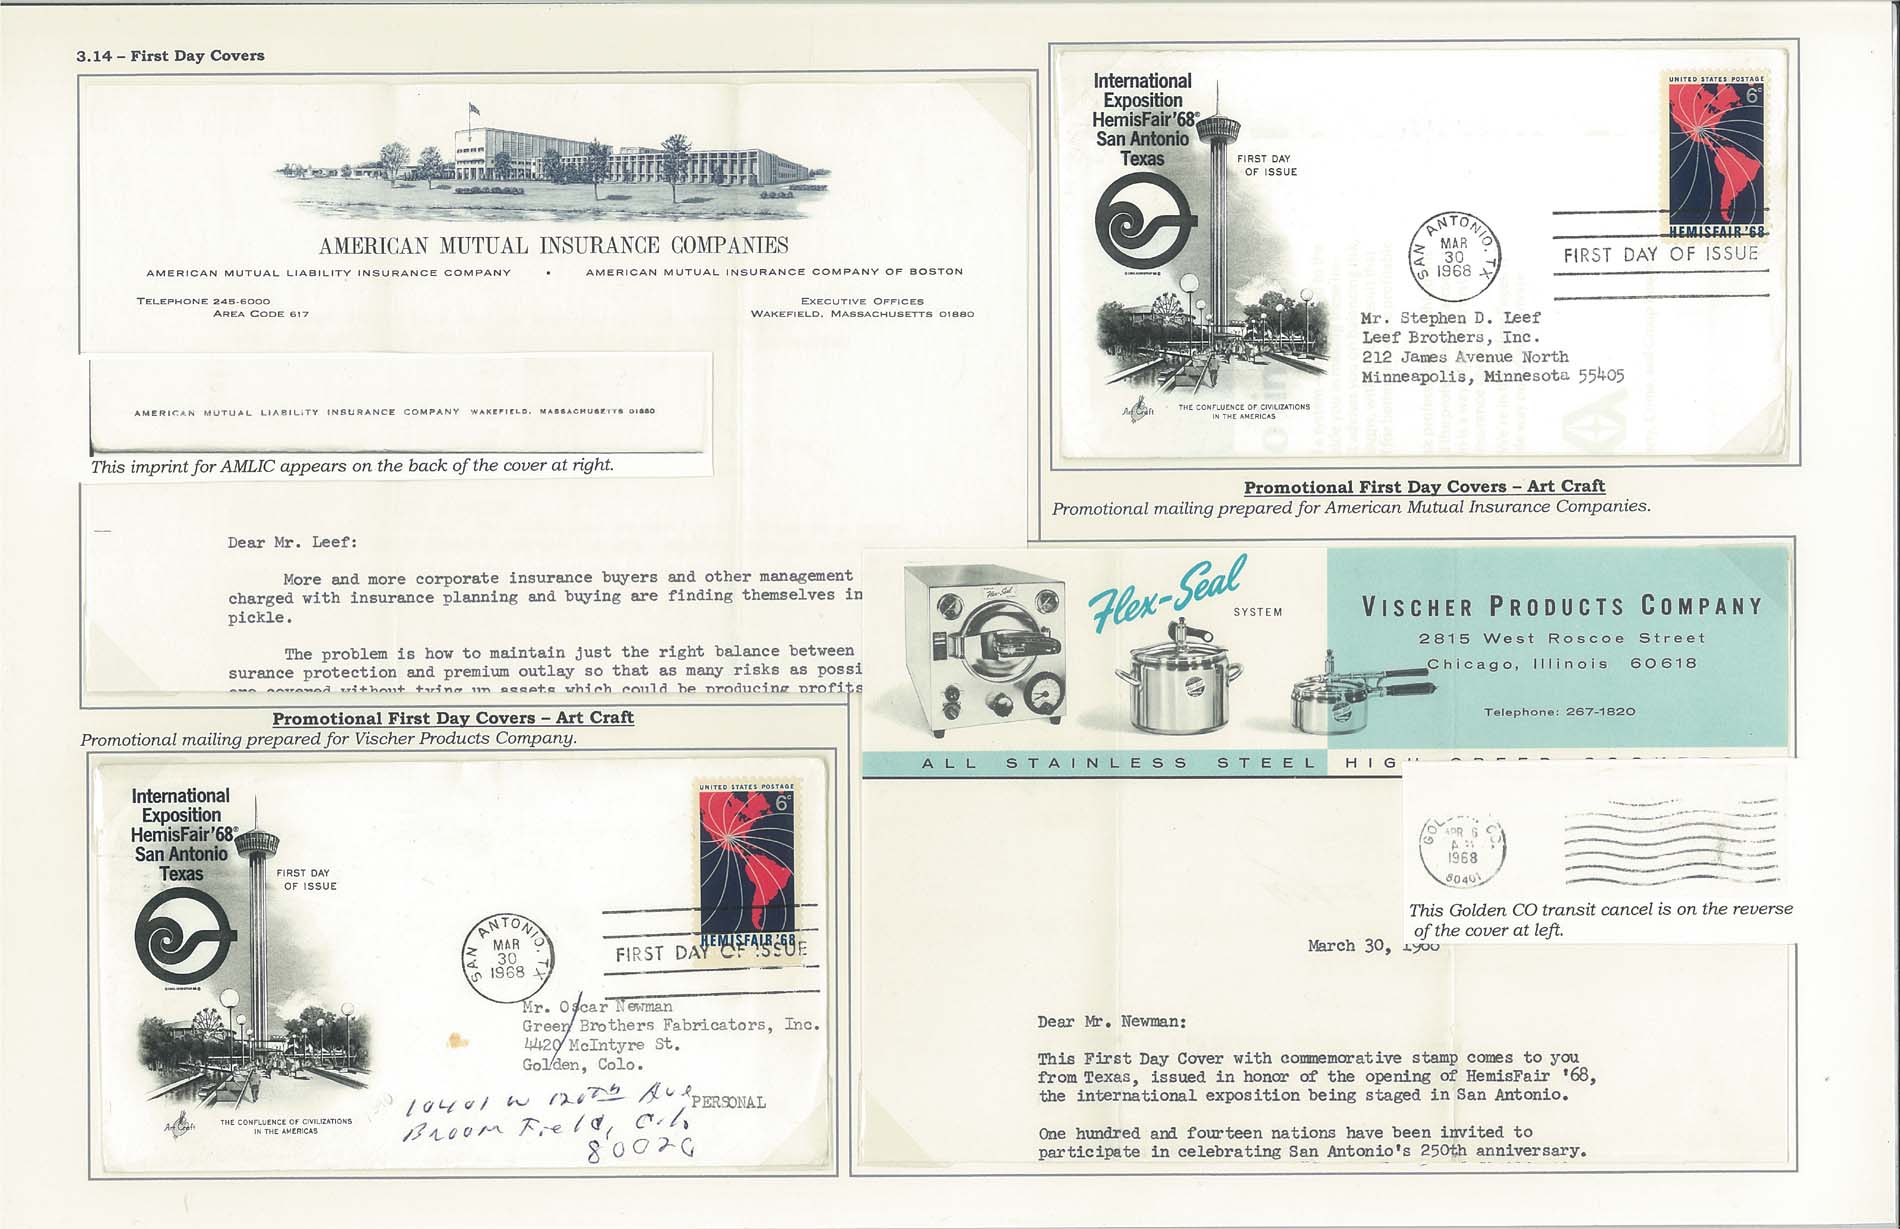 3.14 – First Day Covers
AMERICAN MUTUAL INSURANCE COMPANIES
AMERICAN MUTUAL LIABILITY INSURANCE COMPANY • AMERICAN MUTUAL INSURANCE COMPANY OF BOSTON
TELEPHONE 245-6000
AREA CODE 617
EXECUTIVE OFFICES
WAKEFIELD, MASSACHUSETTS 01880
AMERICAN MUTUAL LIABILITY INSURANCE COMPANY WAKEFIELD, MASSACHUSETTS 01880
This imprint for AMLIC appears on the back of the cover at right.
Dear Mr. Leef:
More and more corporate insurance buyers and other management
charged with insurance planning and buying are finding themselves in
pickle.
The problem is how to maintain just the right balance between
surance protection and premium outlay so that as many risks as possi
are covered without tying up assets which could be producing profits
International
Exposition
HemisFair'68®
San Antonio
Texas
FIRST DAY
OF ISSUE
Art Craft
THE CONFLUENCE OF CIVILIZATIONS
IN THE AMERICAS
UNITED STATES POSTAGE
6c
HEMISFAIR '68
SAN ANTONIO, TX
MAR
30
1968
FIRST DAY OF ISSUE
Mr. Stephen D. Leef
Leef Brothers, Inc.
212 James Avenue North
Minneapolis, Minnesota 55405
Promotional First Day Covers – Art Craft
Promotional mailing prepared for American Mutual Insurance Companies.
Promotional First Day Covers – Art Craft
Promotional mailing prepared for Vischer Products Company.
International
Exposition
HemisFair'68®
San Antonio
Texas
FIRST DAY
OF ISSUE
Art Craft
THE CONFLUENCE OF CIVILIZATIONS
IN THE AMERICAS
UNITED STATES POSTAGE
6c
HEMISFAIR '68
SAN ANTONIO, TX
MAR
30
1968
FIRST DAY OF ISSUE
Mr. Oscar Newman
Green Brothers Fabricators, Inc.
4420 McIntyre St.
Golden, Colo.
PERSONAL
10401 W 120th Ave
Broom Field, Colo
80020
Flex-Seal
SYSTEM
VISCHER PRODUCTS COMPANY
2815 West Roscoe Street
Chicago, Illinois 60618
Telephone: 267-1820
ALL STAINLESS STEEL HIGH
GOLDEN, CO.
APR 6
1968
80401
This Golden CO transit cancel is on the reverse
of the cover at left.
March 30, 1968
Dear Mr. Newman:
This First Day Cover with commemorative stamp comes to you
from Texas, issued in honor of the opening of HemisFair '68,
the international exposition being staged in San Antonio.
One hundred and fourteen nations have been invited to
participate in celebrating San Antonio's 250th anniversary.